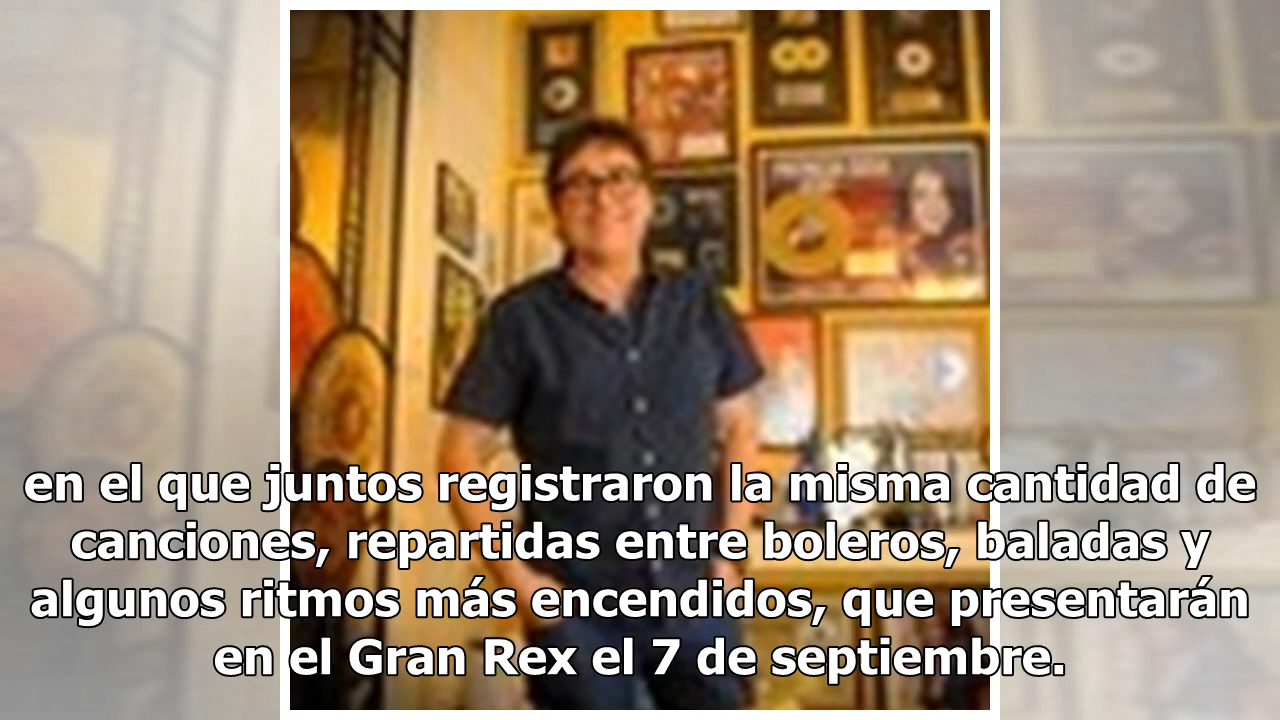 en el que juntos registraron la misma cantidad de
canciones, repartidas entre boleros, baladas y
algunos ritmos más encendidos, que presentarán
en el Gran Rex el 7 de septiembre.